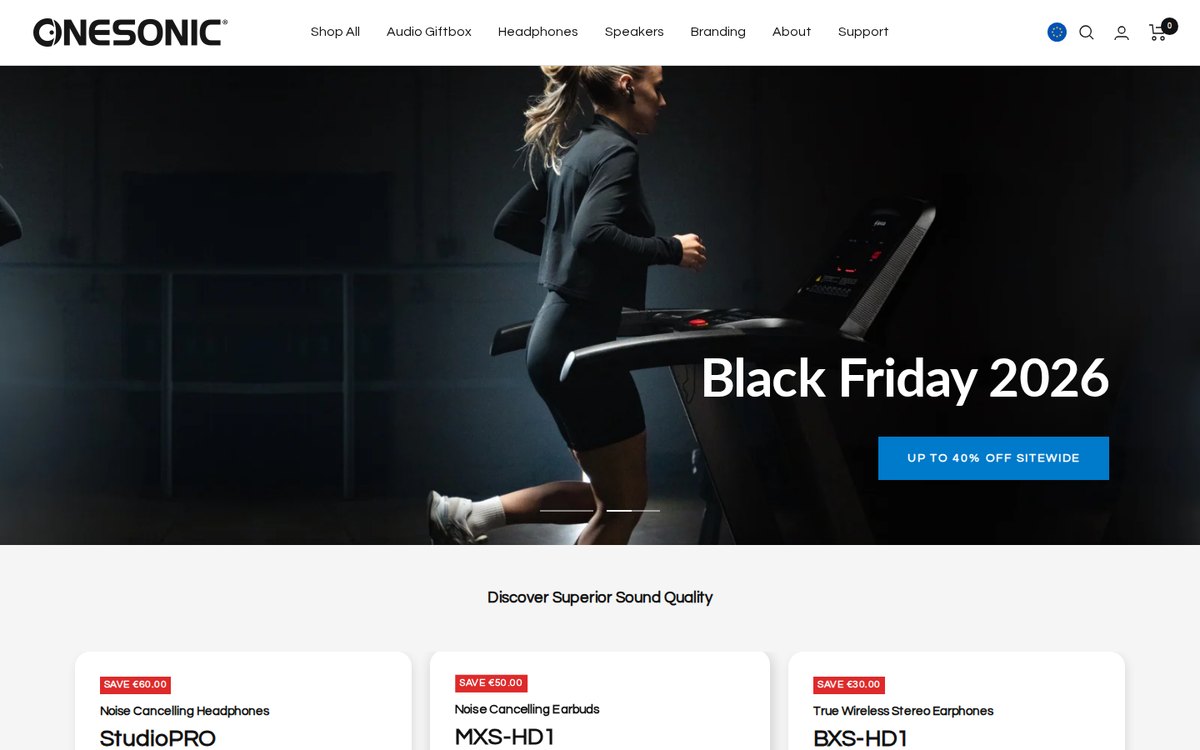 ONESONIC®
Shop All
Audio Giftbox
Headphones
Speakers
Branding
About
Support
0
Black Friday 2026
UP TO 40% OFF SITEWIDE
Discover Superior Sound Quality
SAVE €60.00
Noise Cancelling Headphones
StudioPRO
SAVE €50.00
Noise Cancelling Earbuds
MXS-HD1
SAVE €30.00
True Wireless Stereo Earphones
BXS-HD1